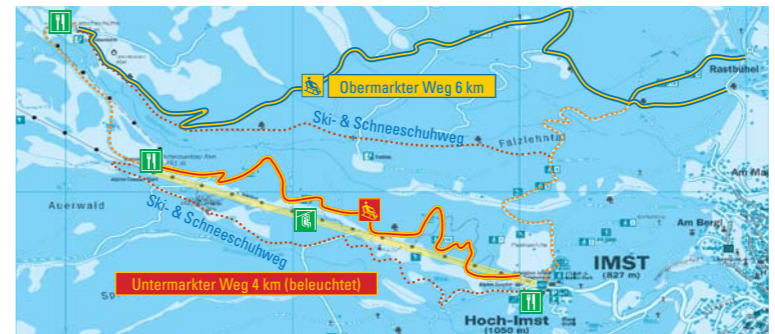 Obermarkter Weg 6 km
Rastbühel
Ski- & Schneeschuhweg
Falzlehntal
Auerwald
Ski- & Schneeschuhweg
Am Bergl
IMST
(827 m)
Untermarkter Weg 4 km (beleuchtet)
Hoch-Imst
(1050 m)